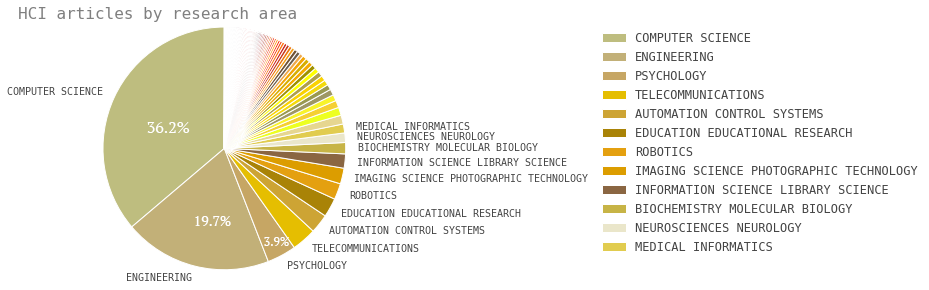 HCI articles by research area
COMPUTER SCIENCE
36.2%
19.7%
3.9%
MEDICAL INFORMATICS
NEUROSCIENCES NEUROLOGY
BIOCHEMISTRY MOLECULAR BIOLOGY
INFORMATION SCIENCE LIBRARY SCIENCE
IMAGING SCIENCE PHOTOGRAPHIC TECHNOLOGY
ROBOTICS
EDUCATION EDUCATIONAL RESEARCH
AUTOMATION CONTROL SYSTEMS
TELECOMMUNICATIONS
PSYCHOLOGY
ENGINEERING
COMPUTER SCIENCE
ENGINEERING
PSYCHOLOGY
TELECOMMUNICATIONS
AUTOMATION CONTROL SYSTEMS
EDUCATION EDUCATIONAL RESEARCH
ROBOTICS
IMAGING SCIENCE PHOTOGRAPHIC TECHNOLOGY
INFORMATION SCIENCE LIBRARY SCIENCE
BIOCHEMISTRY MOLECULAR BIOLOGY
NEUROSCIENCES NEUROLOGY
MEDICAL INFORMATICS